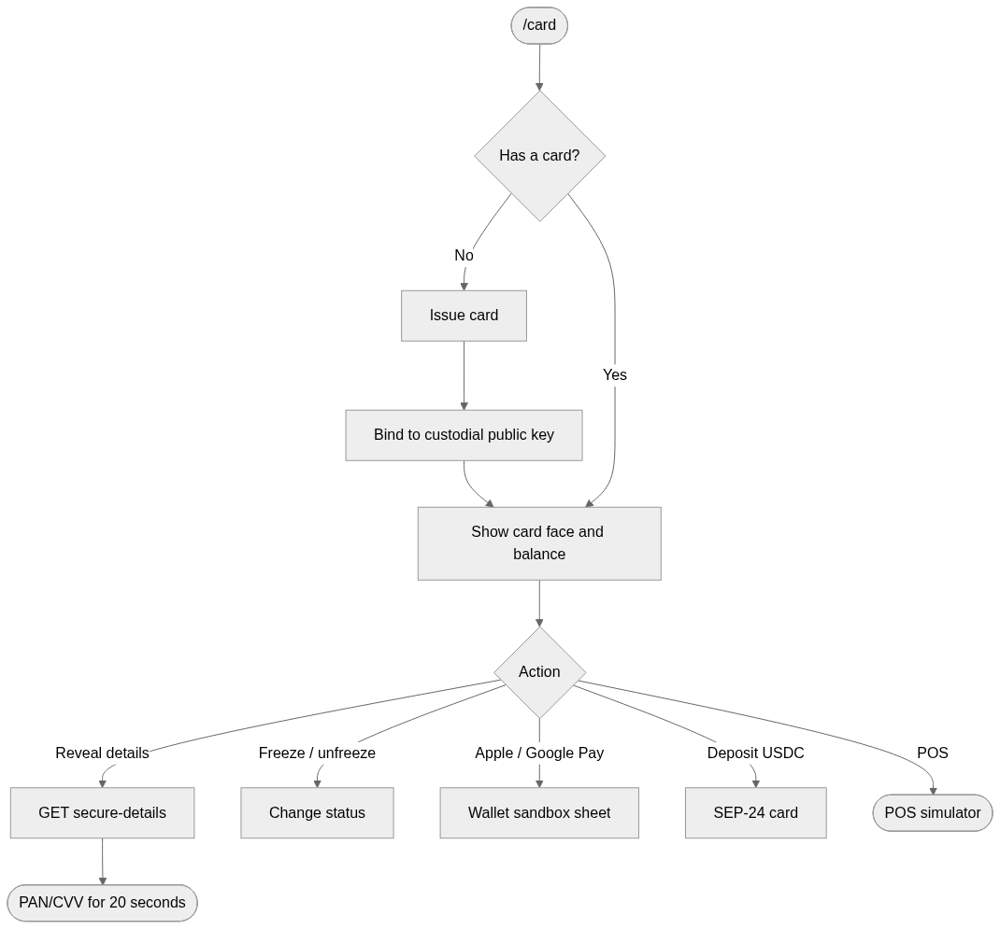 /card
Has a card?
No
Issue card
Yes
Bind to custodial public key
Show card face and
balance
Action
Reveal details
Freeze / unfreeze
Apple / Google Pay
Deposit USDC
POS
GET secure-details
Change status
Wallet sandbox sheet
SEP-24 card
POS simulator
PAN/CVV for 20 seconds